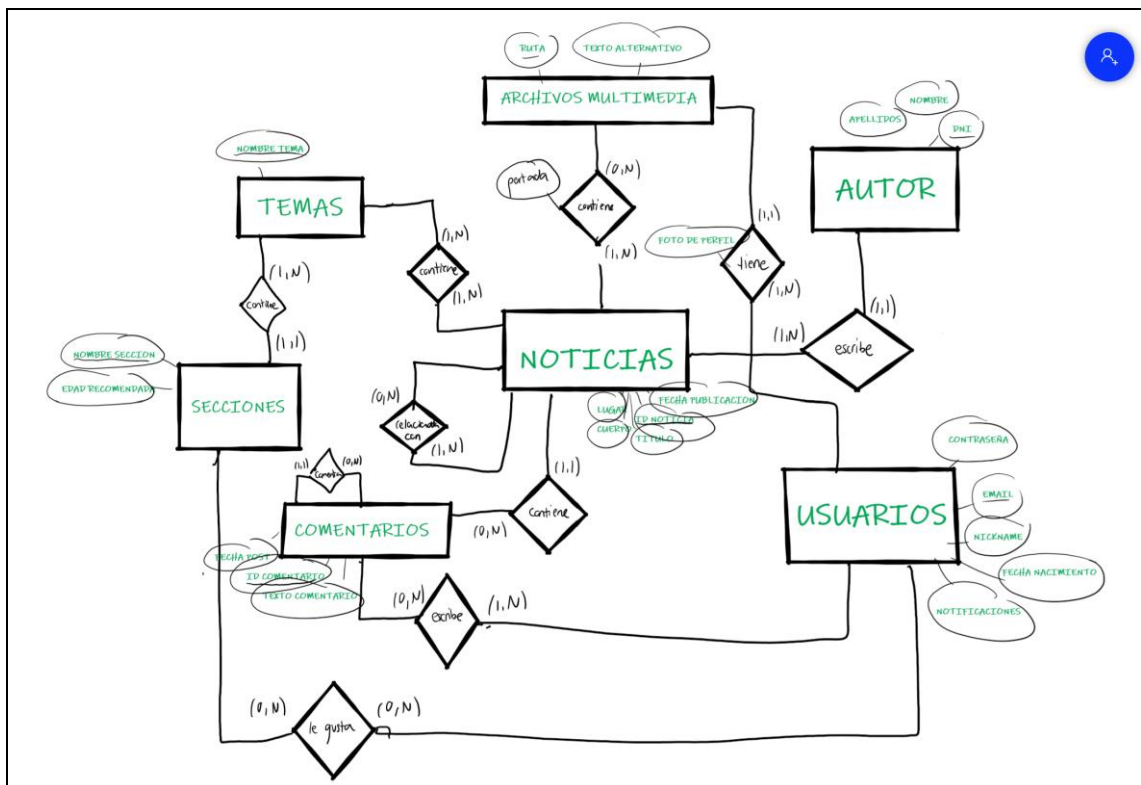 RUTA
TEXTO ALTERNATIVO
ARCHIVOS MULTIMEDIA
NOMBRE
APELLIDOS
DNI
AUTOR
NOMBRE TEMA
TEMAS
(0,N)
portada
contiene
(1,N)
(1,N)
contiene
(1,N)
(1,1)
FOTO DE PERFIL
tiene
(1,N)
(1,N)
contiene
(1,1)
(1,1)
(1,N)
escribe
NOMBRE SECCION
EDAD RECOMENDADA
SECCIONES
NOTICIAS
FECHA PUBLICACION
LUGAR
ID NOTICIA
CUERPO
TITULO
(0,N)
relacionada
con
(1,N)
(1,1)
contiene
(0,N)
(1,1)
comenta
(0,N)
COMENTARIOS
FECHA POST
ID COMENTARIO
TEXTO COMENTARIO
CONTRASEÑA
EMAIL
USUARIOS
NICKNAME
FECHA NACIMIENTO
NOTIFICACIONES
(0,N)
escribe
(1,N)
(0,N)
le gusta
(0,N)